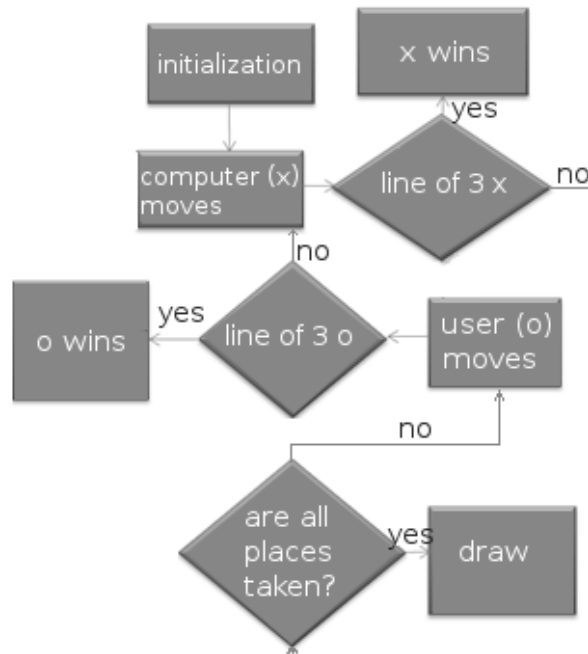 initialization
x wins
yes
computer (x)
moves
line of 3 x
no
no
o wins
yes
line of 3 o
user (o)
moves
no
are all
places
taken?
yes
draw